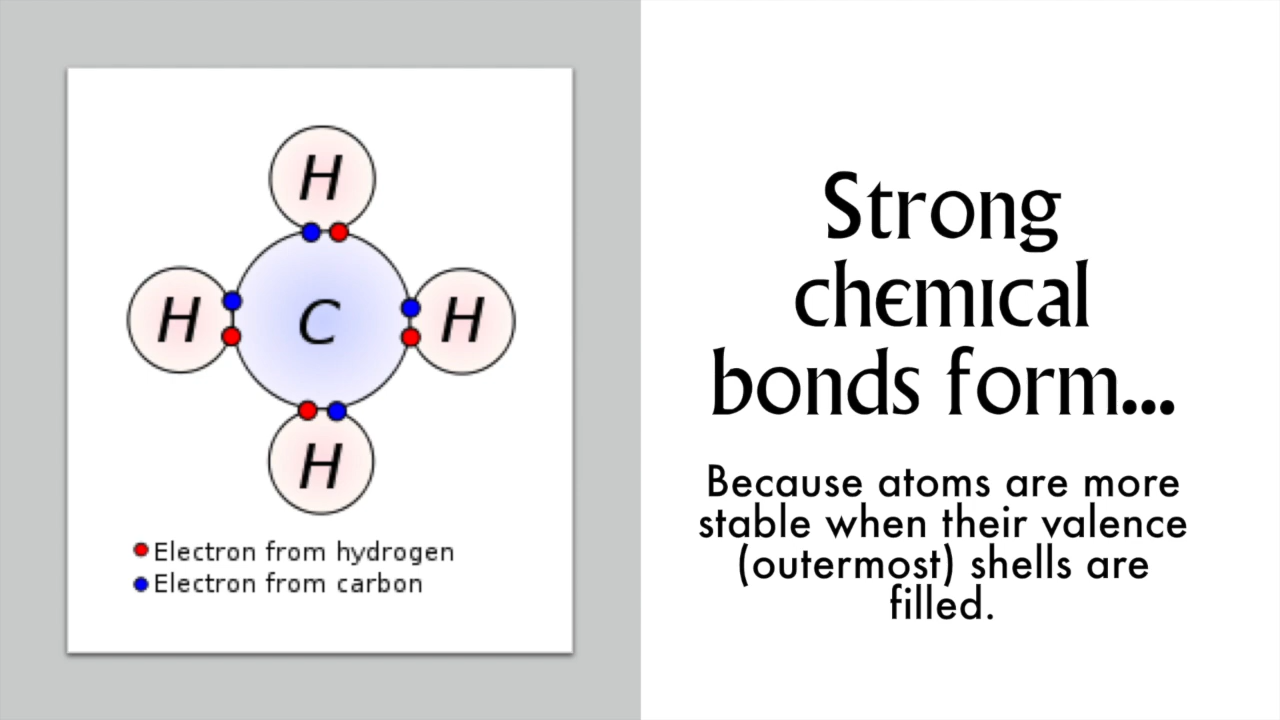 H
H
C
H
H
Electron from hydrogen
Electron from carbon
Strong
chemical
bonds form...
Because atoms are more
stable when their valence
(outermost) shells are
filled.